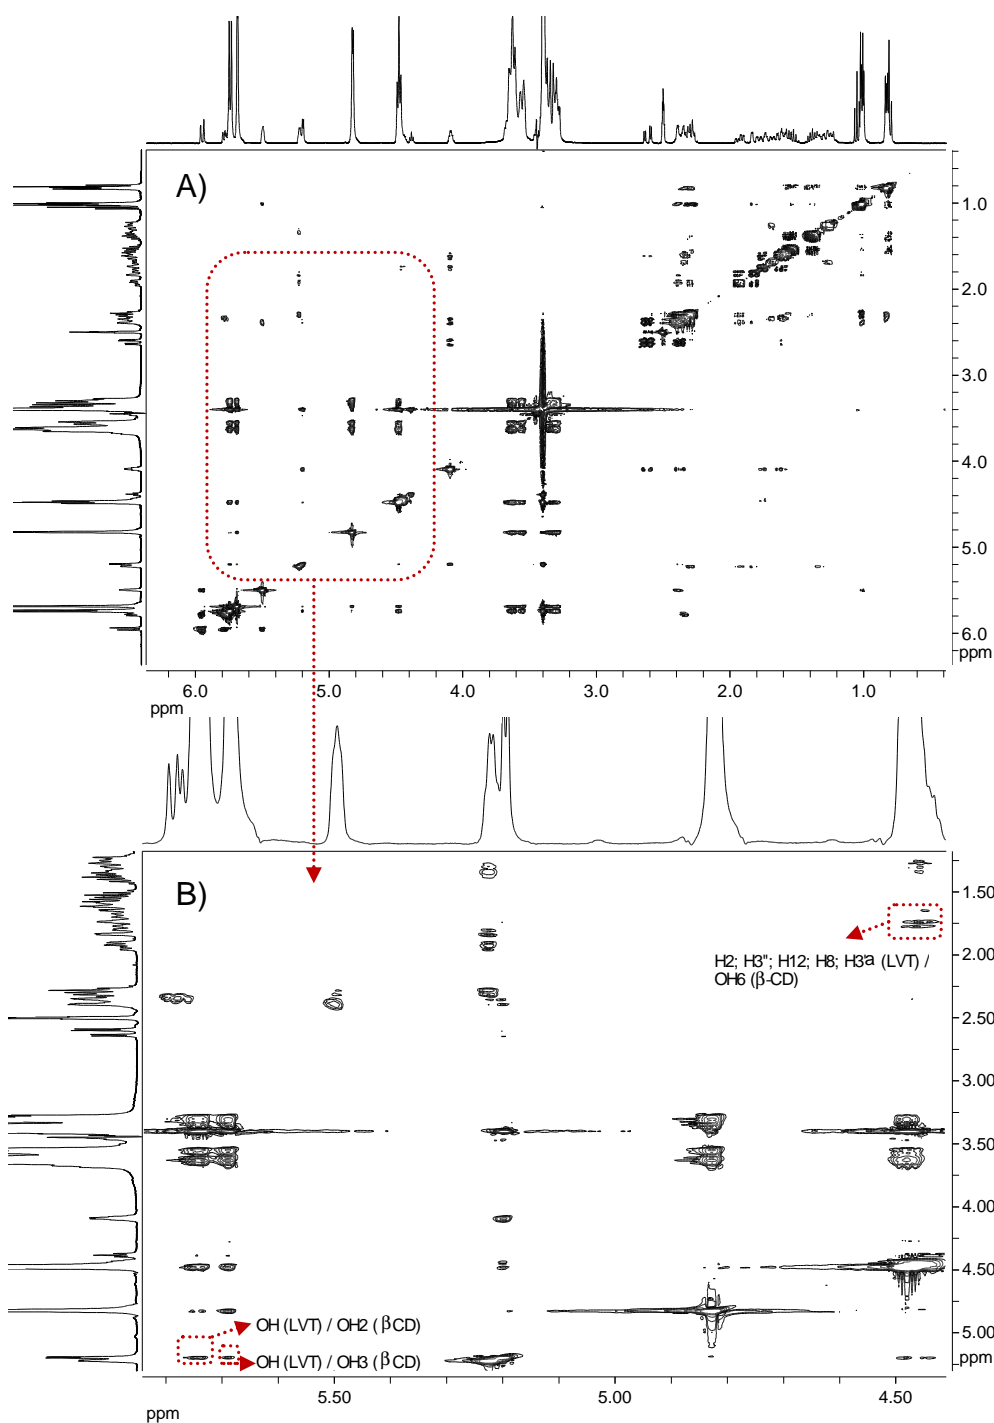 A)
1.0
2.0
3.0
4.0
5.0
6.0
ppm
6.0 5.0 4.0 3.0 2.0 1.0
ppm
B)
1.50
2.00
H2; H3"; H12; H8; H3'a (LVT) /
OH6 (β-CD)
2.50
3.00
3.50
4.00
4.50
OH (LVT) / OH2 (βCD)
5.00
OH (LVT) / OH3 (βCD)
ppm
5.50 5.00 4.50
ppm